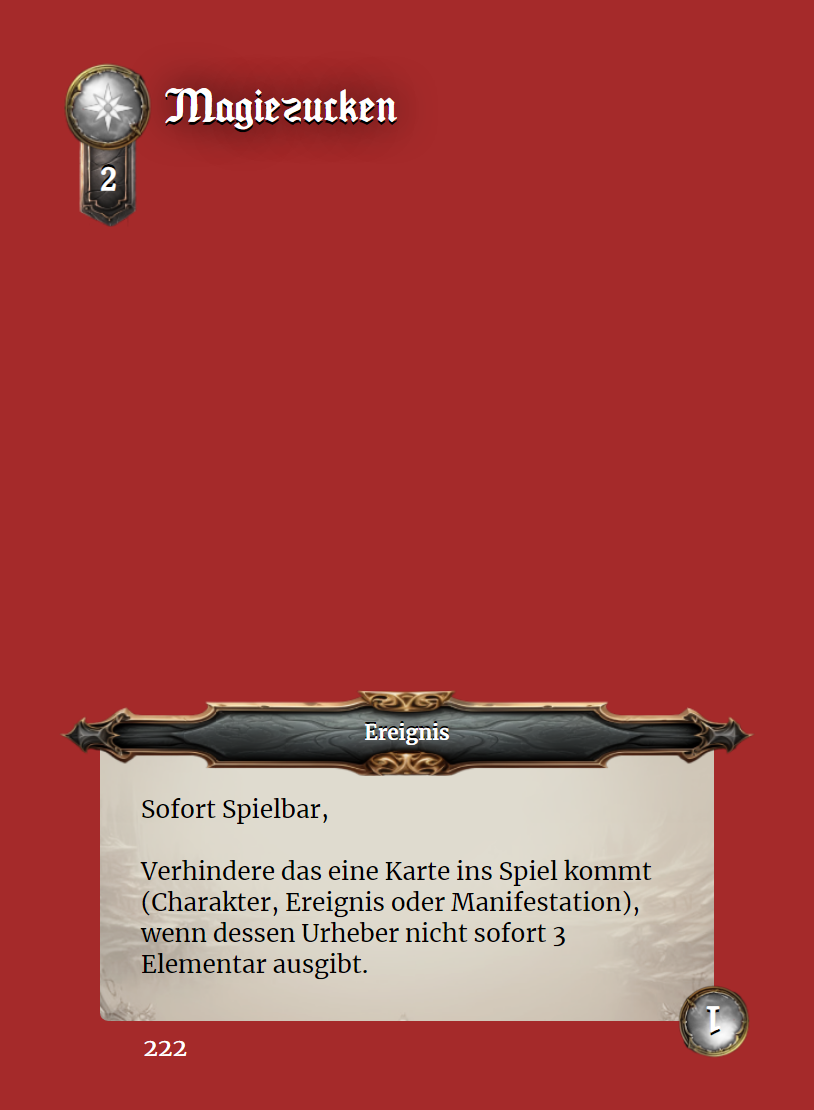 Magiezucken
2
Ereignis
Sofort Spielbar,
Verhindere das eine Karte ins Spiel kommt
(Charakter, Ereignis oder Manifestation),
wenn dessen Urheber nicht sofort 3
Elementar ausgibt.
1
222